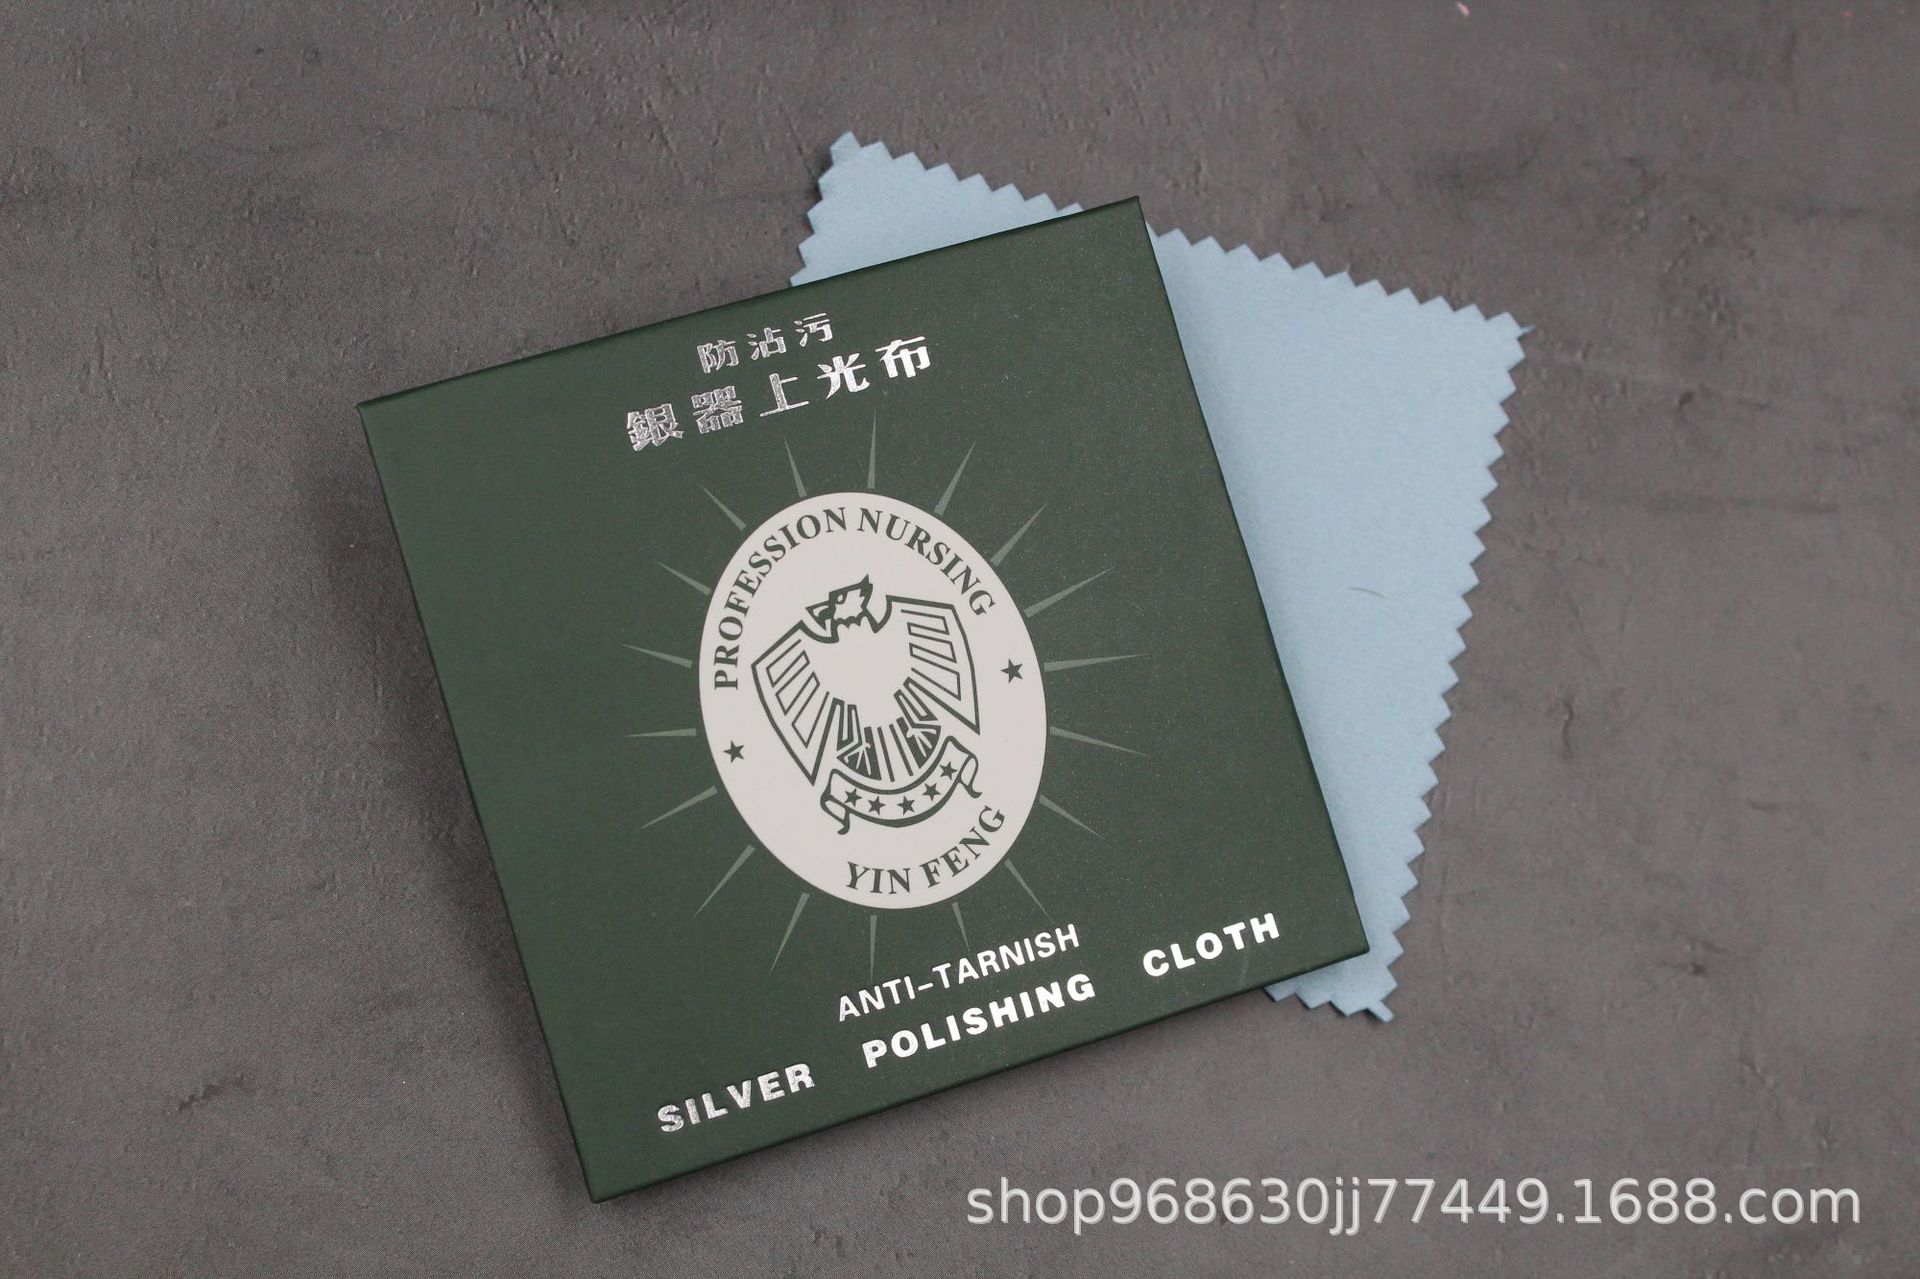 防沾污
銀器上光布
PROFESSION NURSING
YIN FENG
ANTI-TARNISH
SILVER POLISHING CLOTH
shop968630jj77449.1688.com